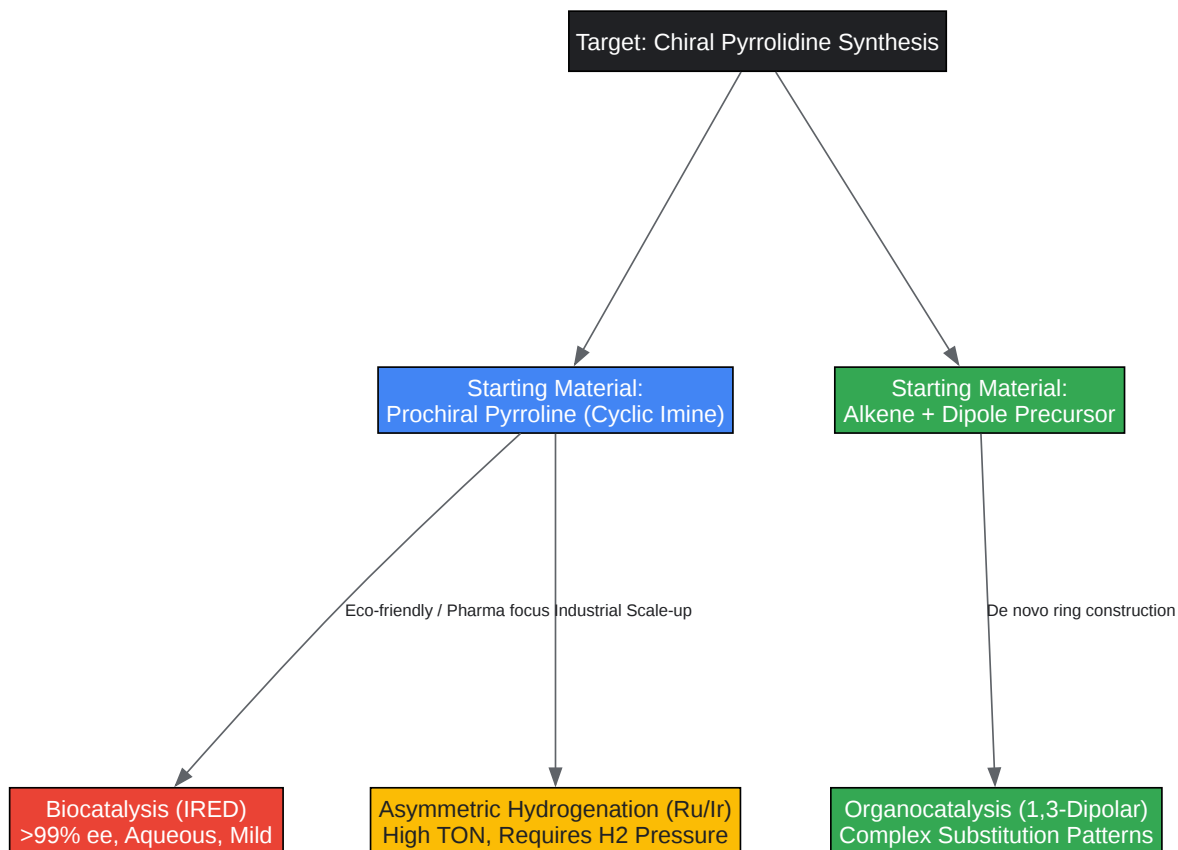 Target: Chiral Pyrrolidine Synthesis
Starting Material:
Prochiral Pyrroline (Cyclic Imine)
Starting Material:
Alkene + Dipole Precursor
Eco-friendly / Pharma focus
Industrial Scale-up
De novo ring construction
Biocatalysis (IRED)
>99% ee, Aqueous, Mild
Asymmetric Hydrogenation (Ru/Ir)
High TON, Requires H2 Pressure
Organocatalysis (1,3-Dipolar)
Complex Substitution Patterns